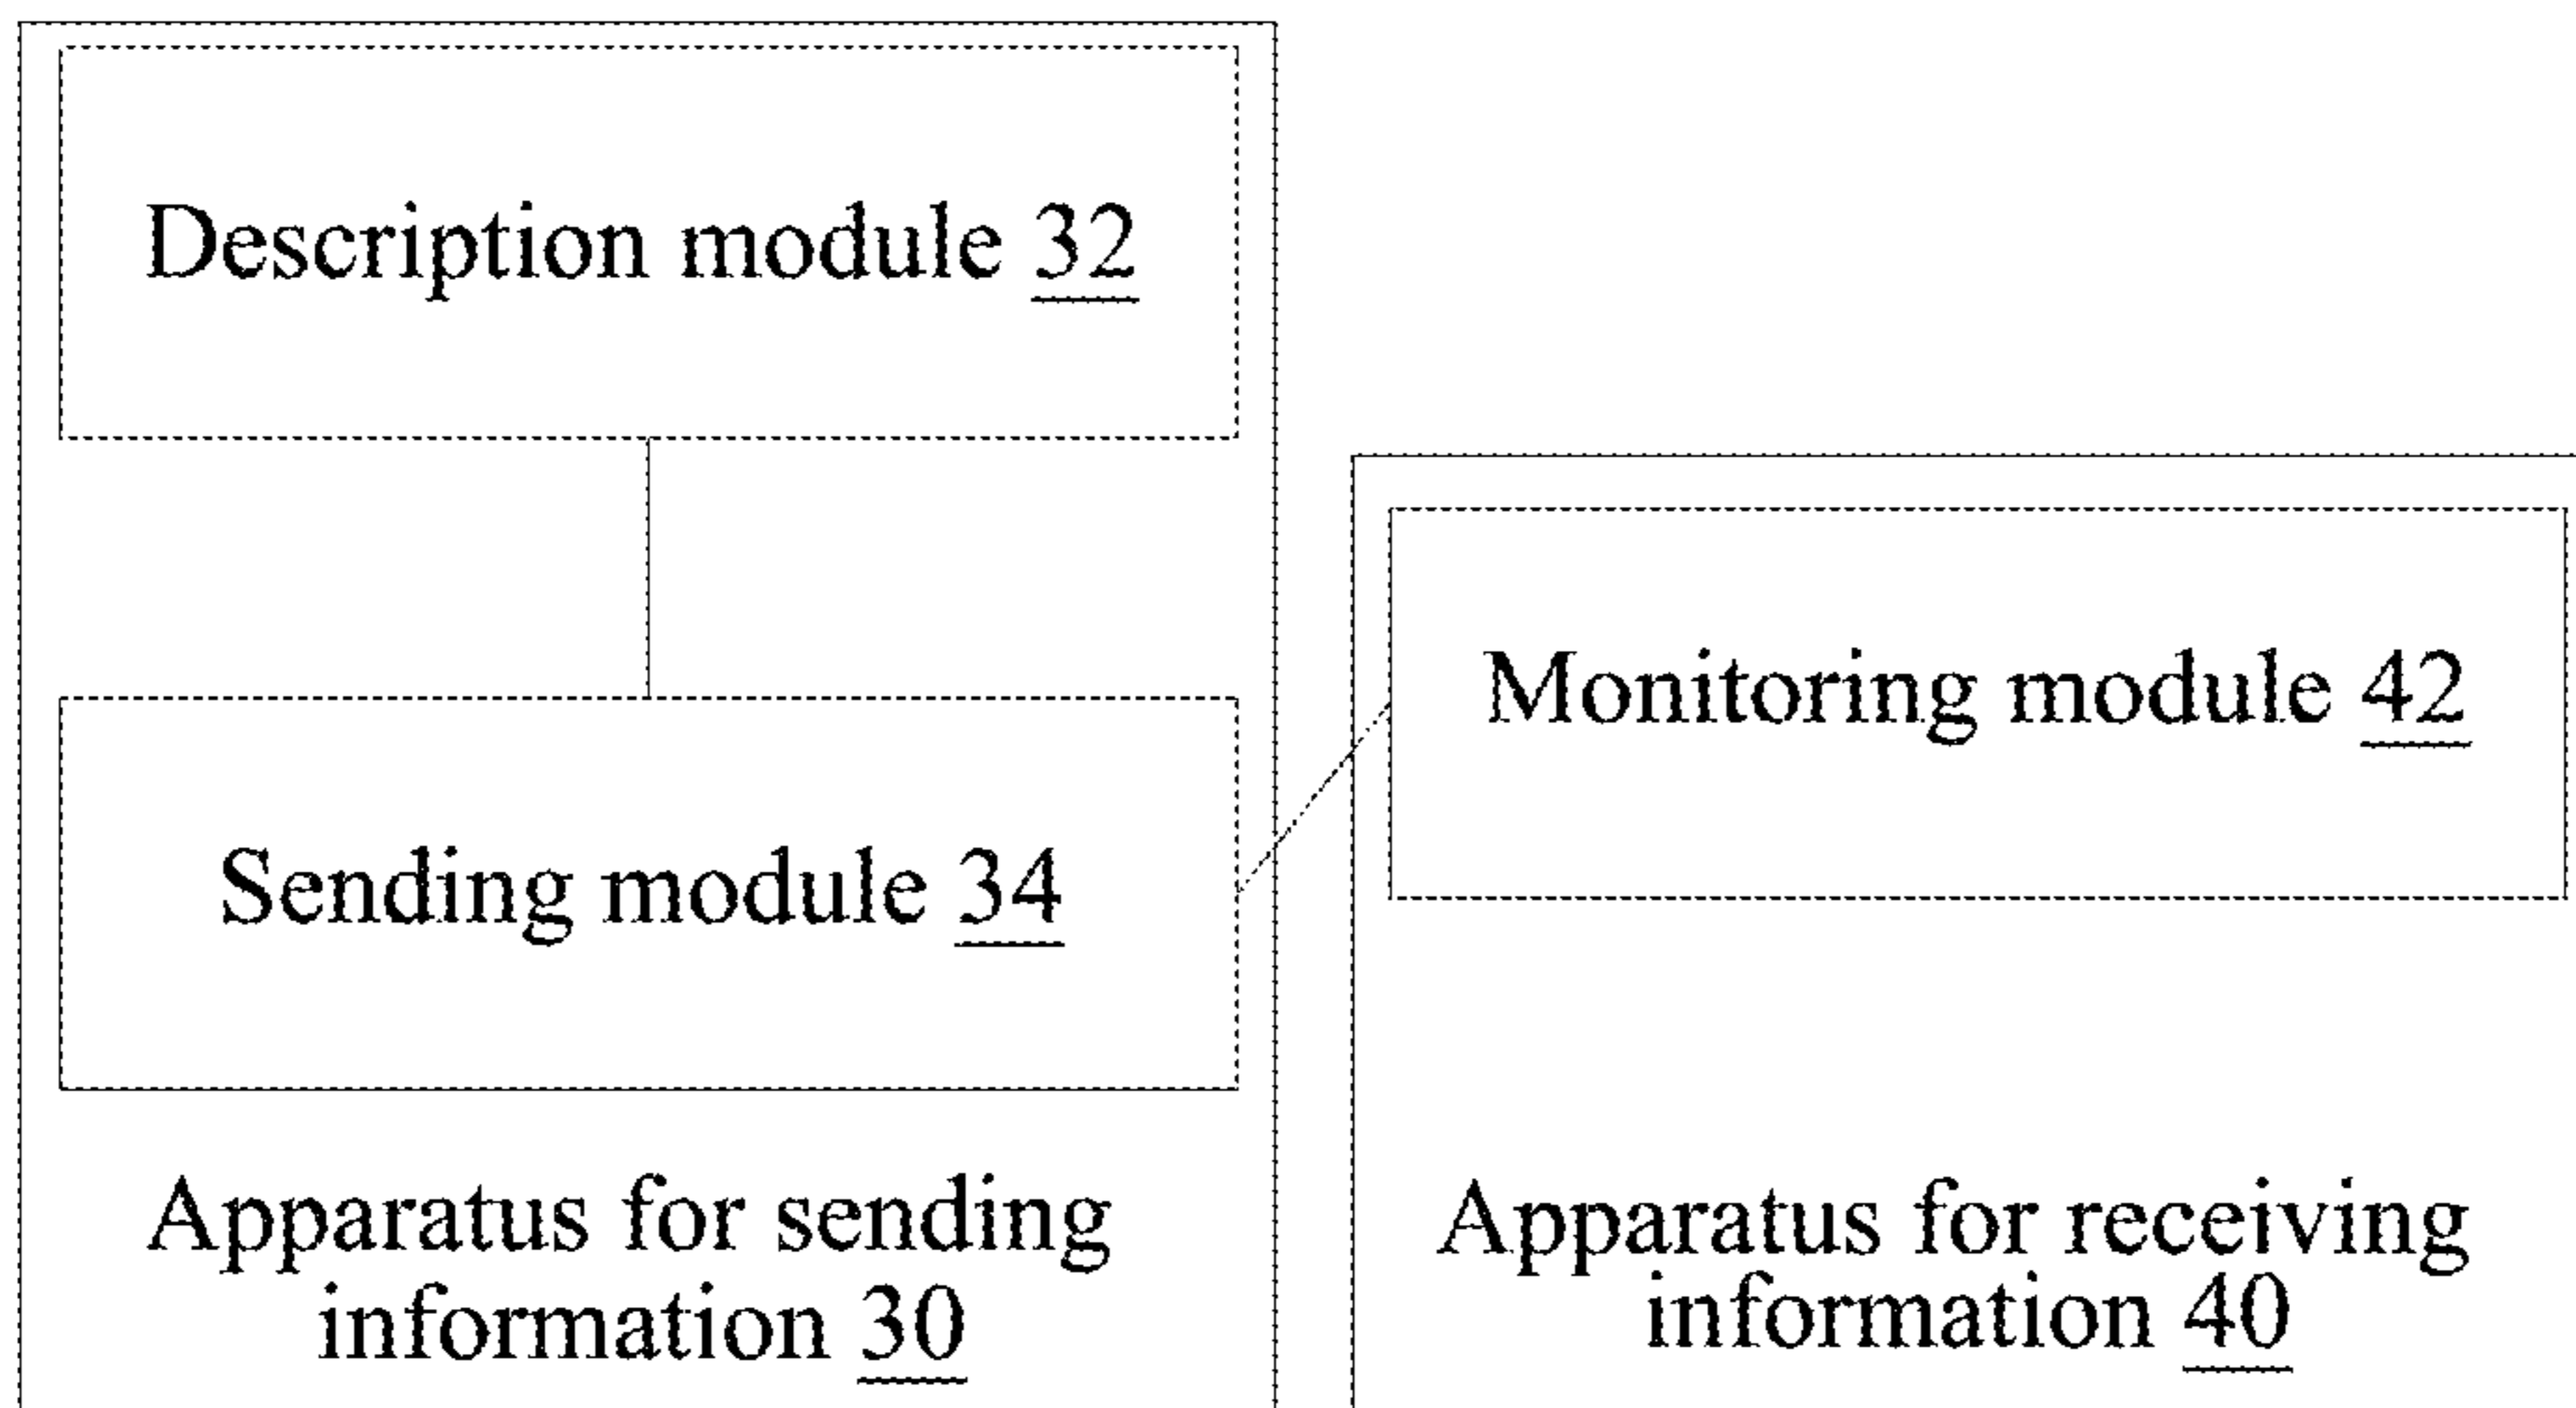 Description module 32
Sending module 34
Apparatus for sending
information 30
Monitoring module 42
Apparatus for receiving
information 40